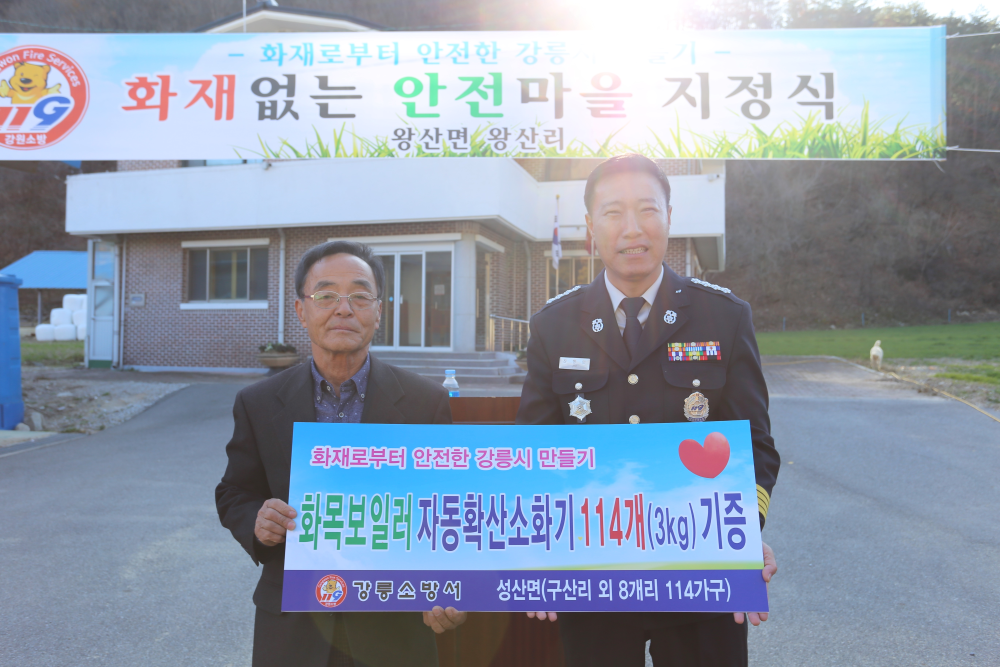 - 화재로부터 안전한 강릉시 만들기 -
화재없는 안전마을 지정식
왕산면 왕산리
Gangwon Fire Services
119
강원소방
화재로부터 안전한 강릉시 만들기
화목보일러 자동확산소화기 114개(3kg) 기증
119
강릉소방서
성산면(구산리 외 8개리 114가구)
119